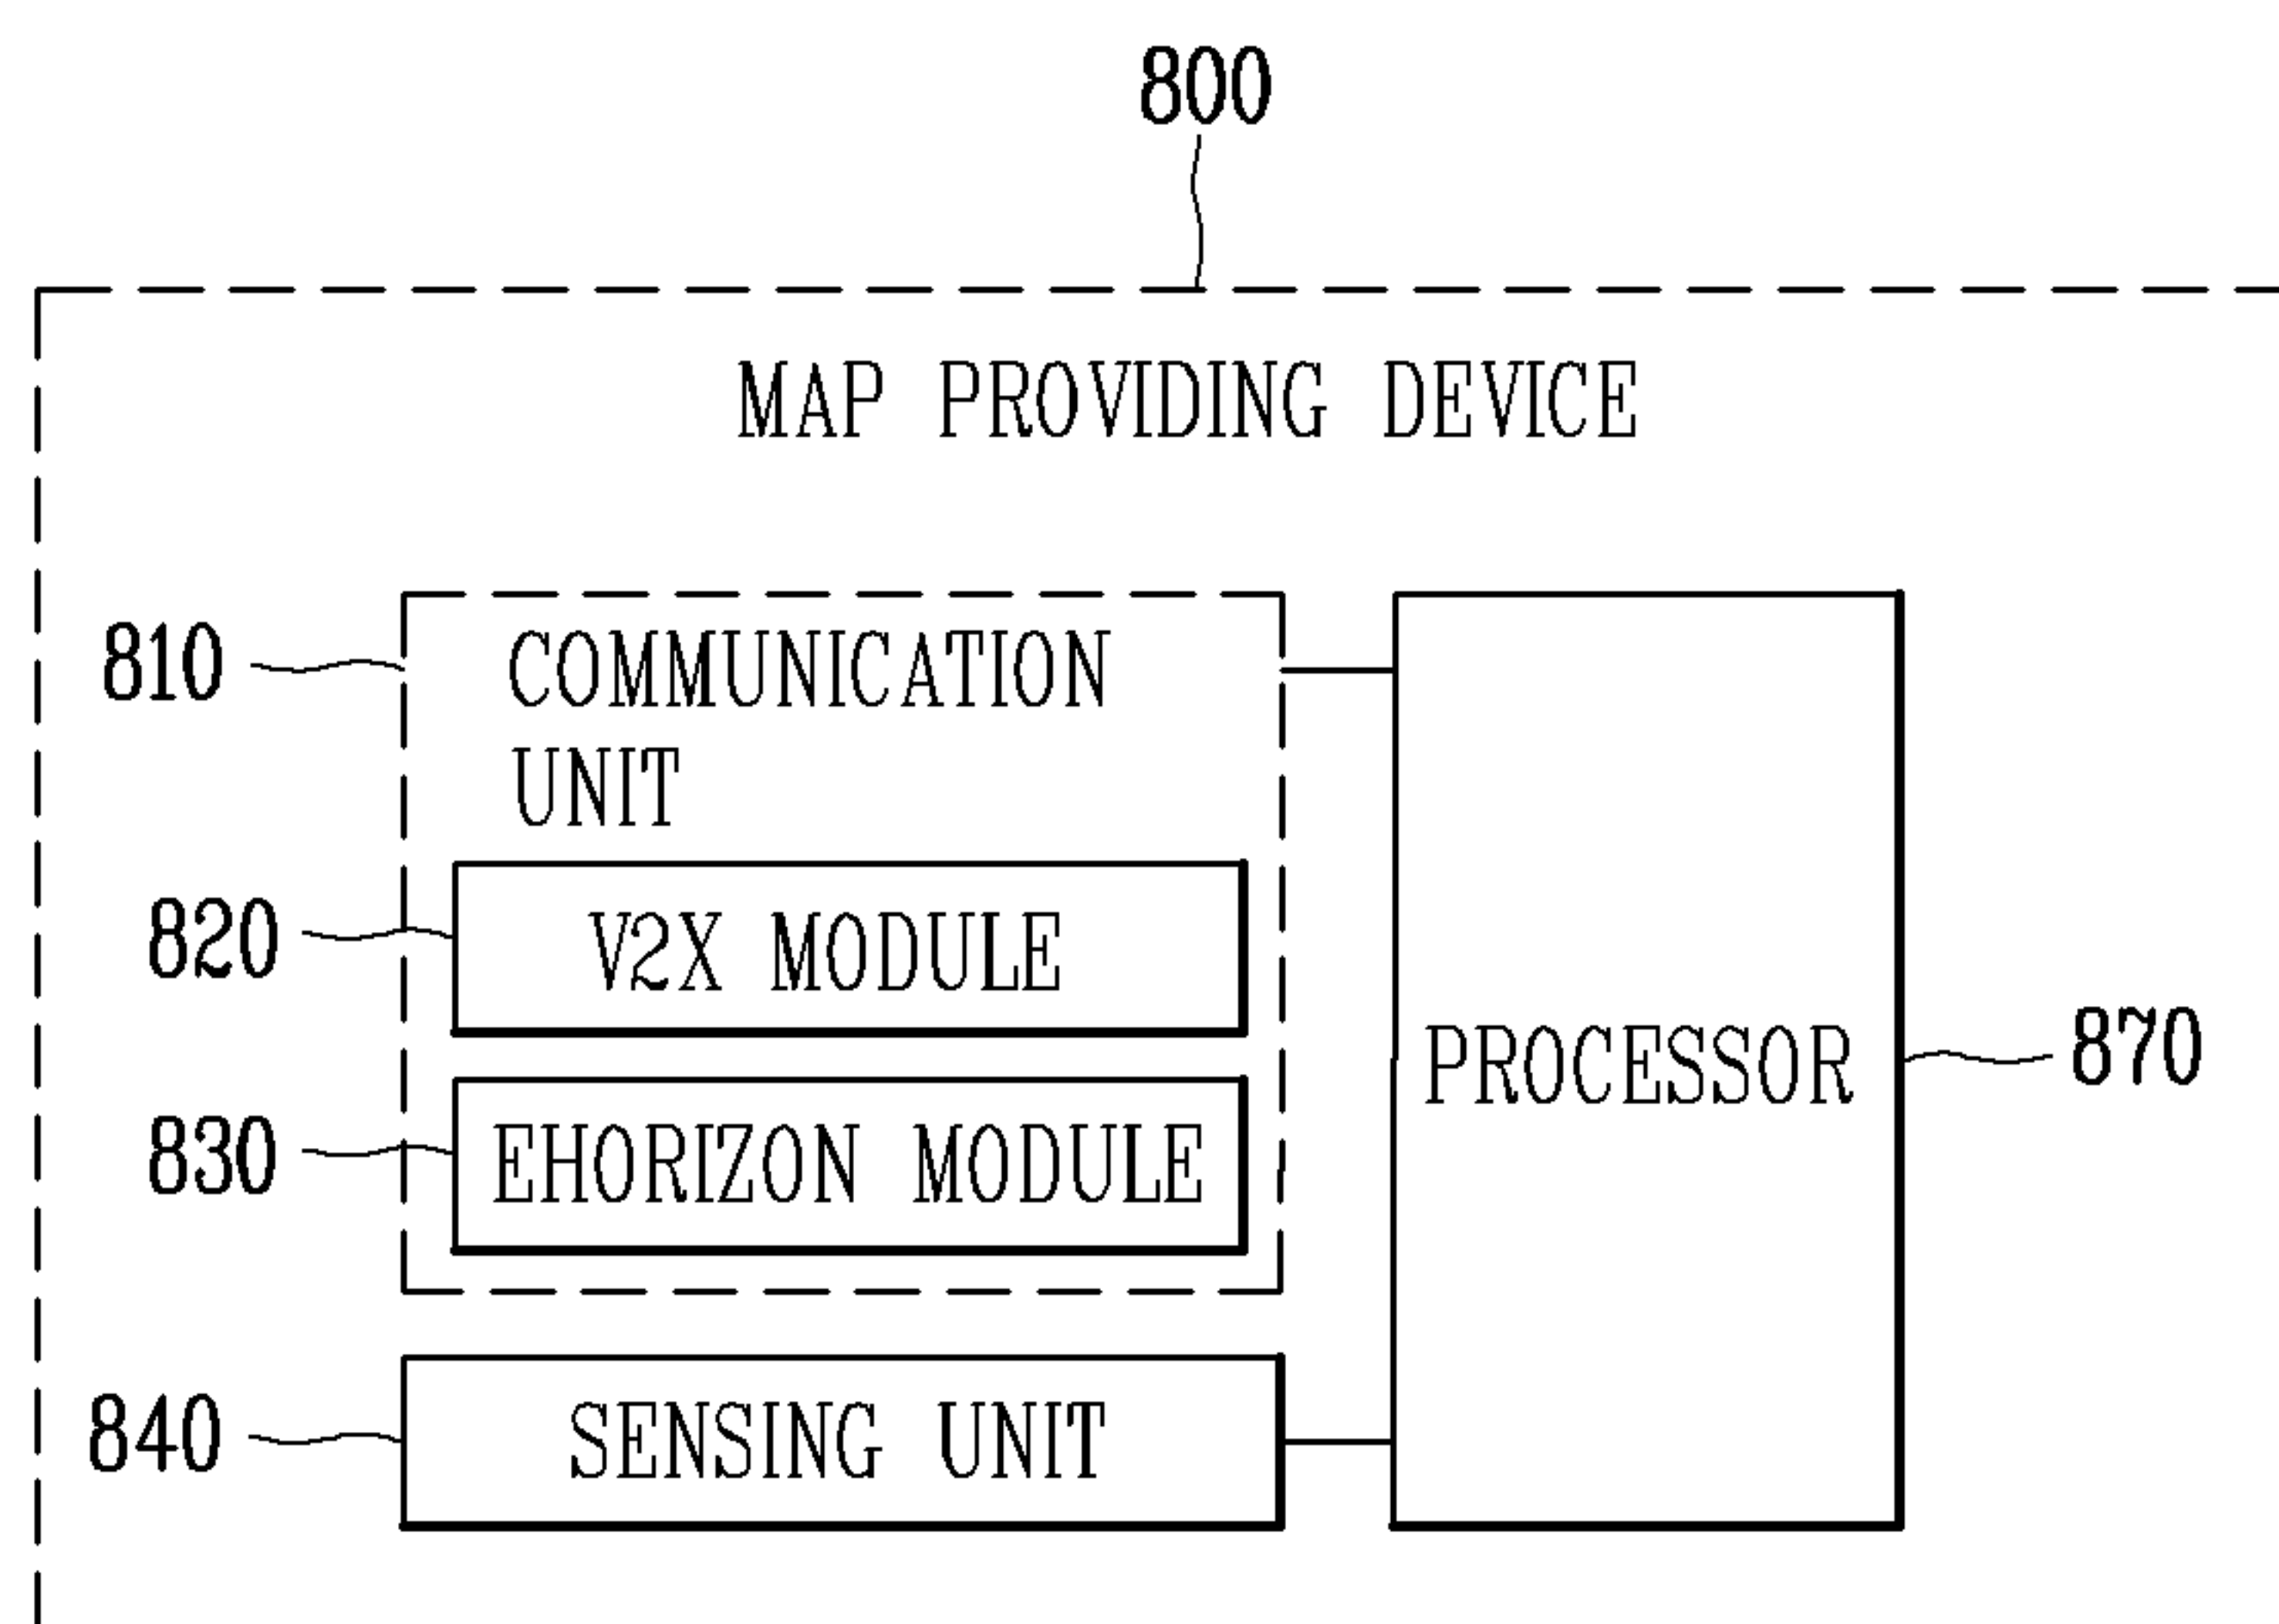 800
MAP PROVIDING DEVICE
810
COMMUNICATION
UNIT
820
V2X MODULE
830
EHORIZON MODULE
PROCESSOR
870
840
SENSING UNIT